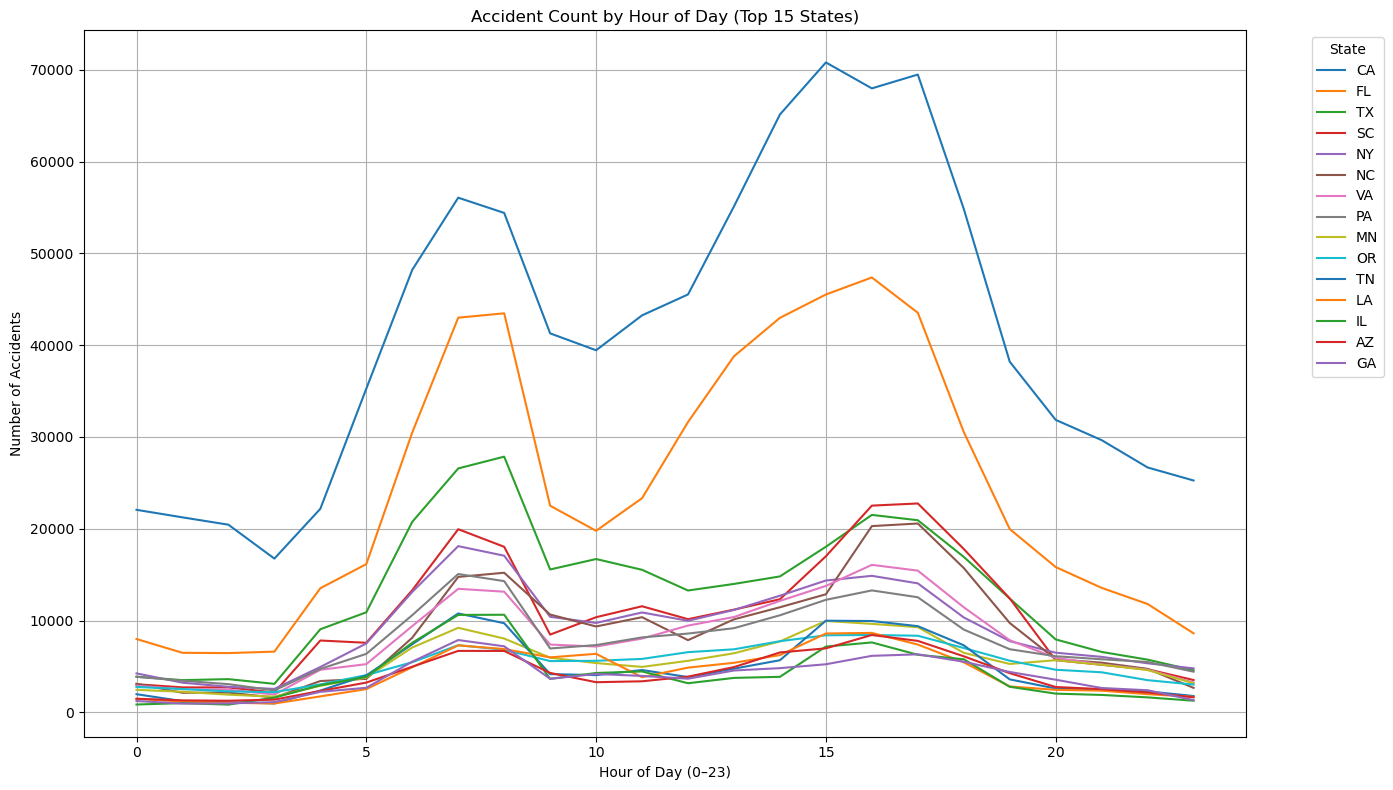 Accident Count by Hour of Day (Top 15 States)
State
CA
FL
TX
SC
NY
NC
VA
PA
MN
OR
TN
LA
IL
AZ
GA
70000
60000
50000
40000
30000
20000
10000
0
Number of Accidents
0 5 10 15 20
Hour of Day (0–23)